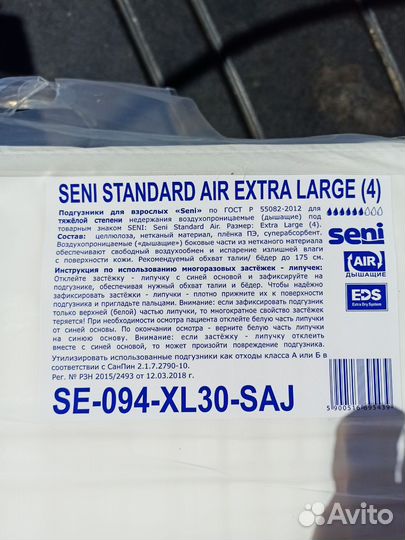 SENI STANDARD AIR EXTRA LARGE (4)
Подгузники для взрослых «Seni» по ГОСТ Р 55082-2012 для
тяжёлой степени недержания воздухопроницаемые (дышащие) под
товарным знаком SENI: Seni Standard Air. Размер: Extra Large (4).
Состав: целлюлоза, нетканый материал, плёнка ПЭ, суперабсорбент.
Воздухопроницаемые («дышащие») боковые части из нетканого материала
обеспечивают свободный воздухообмен и испарение излишней влаги
с поверхности кожи. Рекомендуемый обхват талии/ бёдер до 175 см.
seni
AIR
ДЫШАЩИЕ
EDS
Extra Dry System
Инструкция по использованию многоразовых застёжек - липучек:
Оклейте застёжку - липучку с синей основой и зафиксируйте на
подгузнике, обеспечивая нужный обхват талии и бёдер. Чтобы надёжно
зафиксировать застёжки - липучки - плотно прижмите их к поверхности
подгузника и пригладьте пальцами. Внимание: если зафиксировать подгузник
только верхней (белой) частью липучки, то многократное свойство застёжек
теряется. На время осмотра пациента отклейте белую часть липучки
от синей основы. По окончании осмотра - верните белую часть липучки
на синюю основу. Внимание: если застёжку - липучку отклеить
вместе с синей основой, то может произойти повреждение подгузника.
Утилизировать использованные подгузники как отходы класса А или Б в
соответствии с СанПин 2.1.7.2790-10.
Рег. № РЗН 2015/2493 от 12.03.2018 г.
SE-094-XL30-SAJ
5 900516 695439
Avito